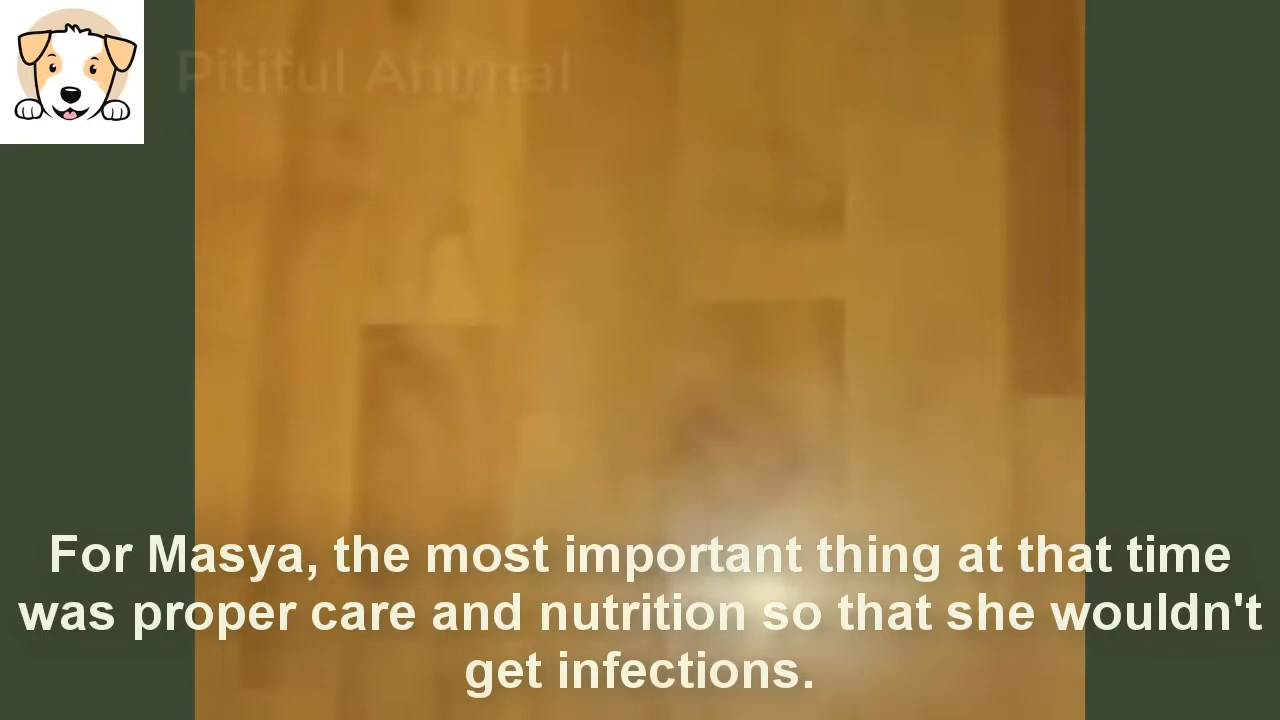 Pitiful Animal
For Masya, the most important thing at that time
was proper care and nutrition so that she wouldn't
get infections.